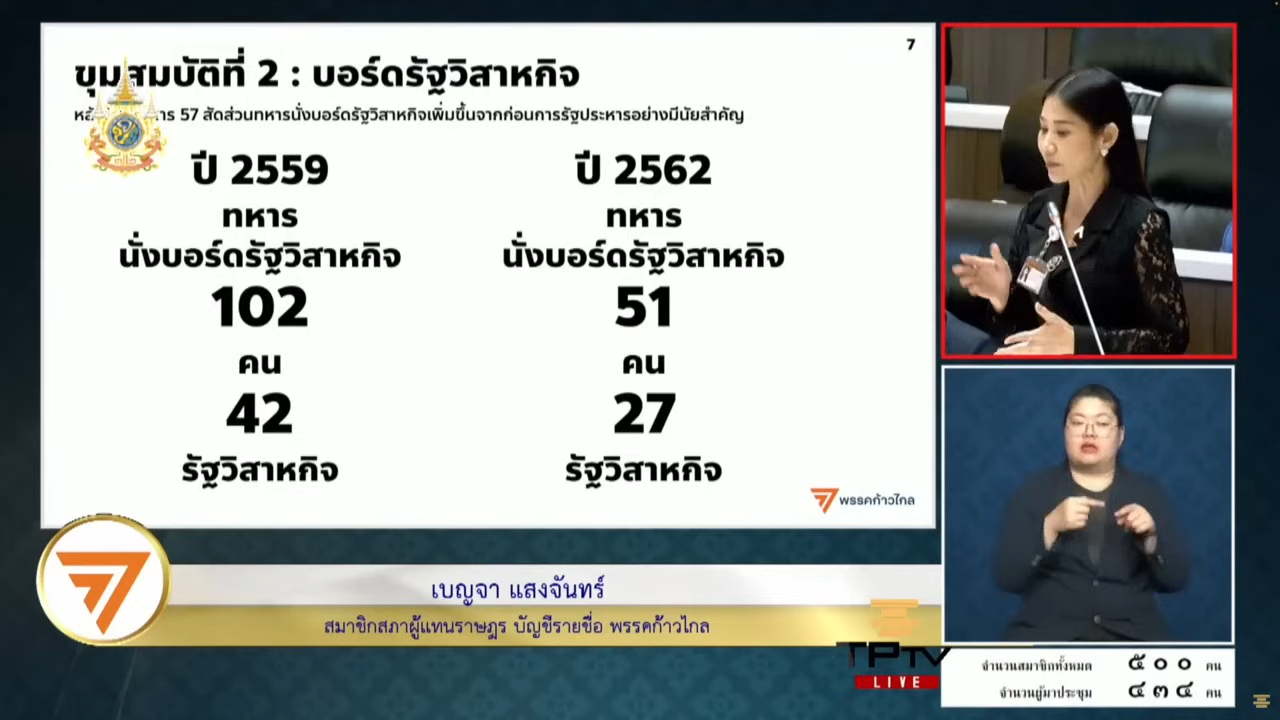 7
ขุมสมบัติที่ 2 : บอร์ดรัฐวิสาหกิจ
57 สัดส่วนทหารนั่งบอร์ดรัฐวิสาหกิจเพิ่มขึ้นจากก่อนการรัฐประหารอย่างมีนัยสำคัญ
ปี 2559
ทหาร
นั่งบอร์ดรัฐวิสาหกิจ
102
คน
42
รัฐวิสาหกิจ
ปี 2562
ทหาร
นั่งบอร์ดรัฐวิสาหกิจ
51
คน
27
รัฐวิสาหกิจ
พรรคก้าวไกล
เบญจา แสงจันทร์
สมาชิกสภาผู้แทนราษฎร บัญชีรายชื่อ พรรคก้าวไกล
TPTV
LIVE
จำนวนสมาชิกทั้งหมด ๕๐๐ คน
จำนวนผู้มาประชุม ๔๓๔ คน